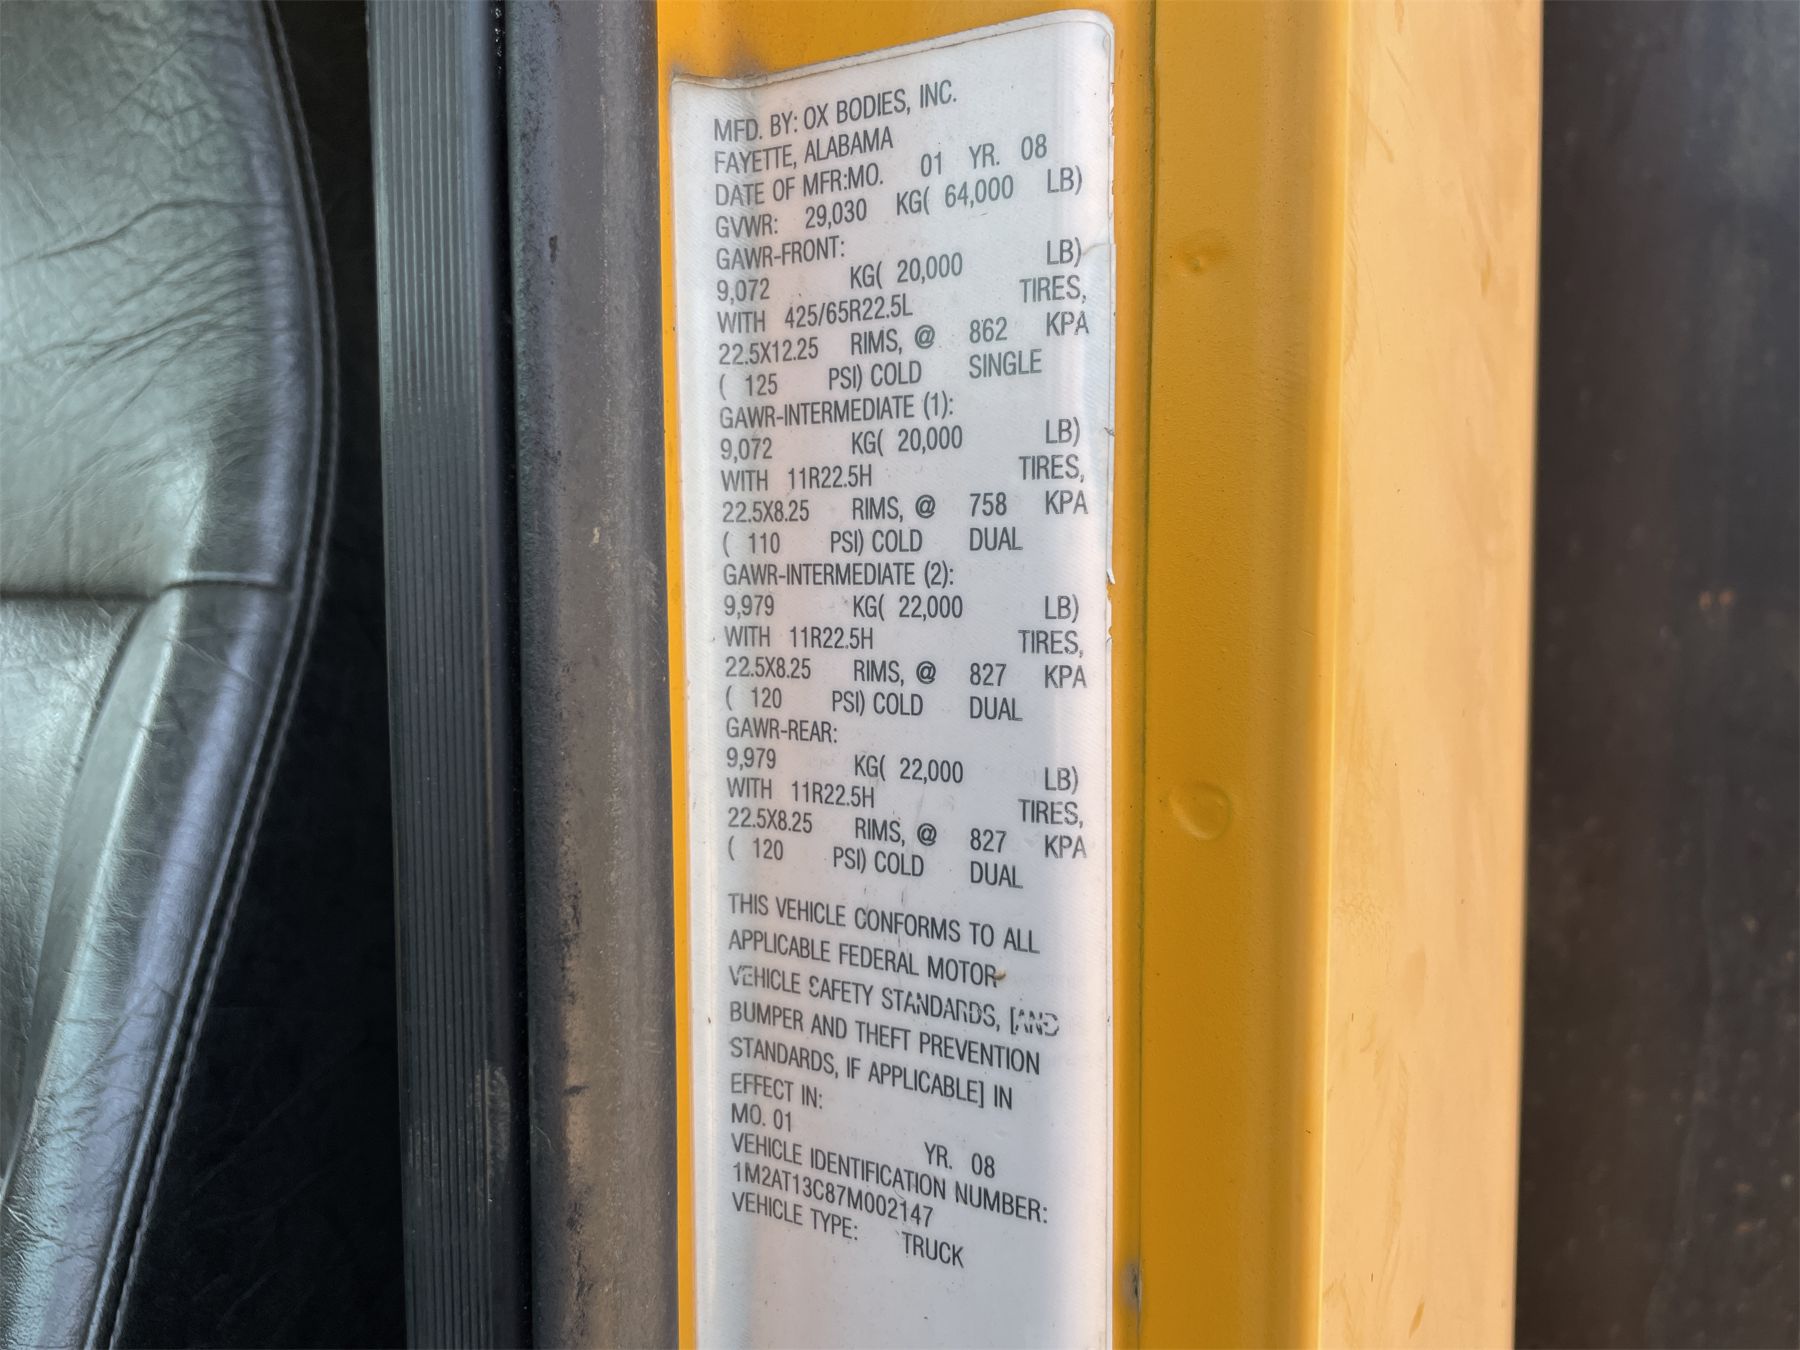 MFD. BY: OX BODIES, INC.
FAYETTE, ALABAMA
DATE OF MFR:MO. 01 YR. 08
GVWR: 29,030 KG( 64,000 LB)
GAWR-FRONT:
9,072 KG( 20,000 LB)
WITH 425/65R22.5L TIRES,
22.5X12.25 RIMS, @ 862 KPA
( 125 PSI) COLD SINGLE
GAWR-INTERMEDIATE (1):
9,072 KG( 20,000 LB)
WITH 11R22.5H TIRES,
22.5X8.25 RIMS, @ 758 KPA
( 110 PSI) COLD DUAL
GAWR-INTERMEDIATE (2):
9,979 KG( 22,000 LB)
WITH 11R22.5H TIRES,
22.5X8.25 RIMS, @ 827 KPA
( 120 PSI) COLD DUAL
GAWR-REAR:
9,979 KG( 22,000 LB)
WITH 11R22.5H TIRES,
22.5X8.25 RIMS, @ 827 KPA
( 120 PSI) COLD DUAL
THIS VEHICLE CONFORMS TO ALL
APPLICABLE FEDERAL MOTOR
VEHICLE SAFETY STANDARDS, [AND
BUMPER AND THEFT PREVENTION
STANDARDS, IF APPLICABLE] IN
EFFECT IN:
MO. 01 YR. 08
VEHICLE IDENTIFICATION NUMBER:
1M2AT13C87M002147
VEHICLE TYPE: TRUCK